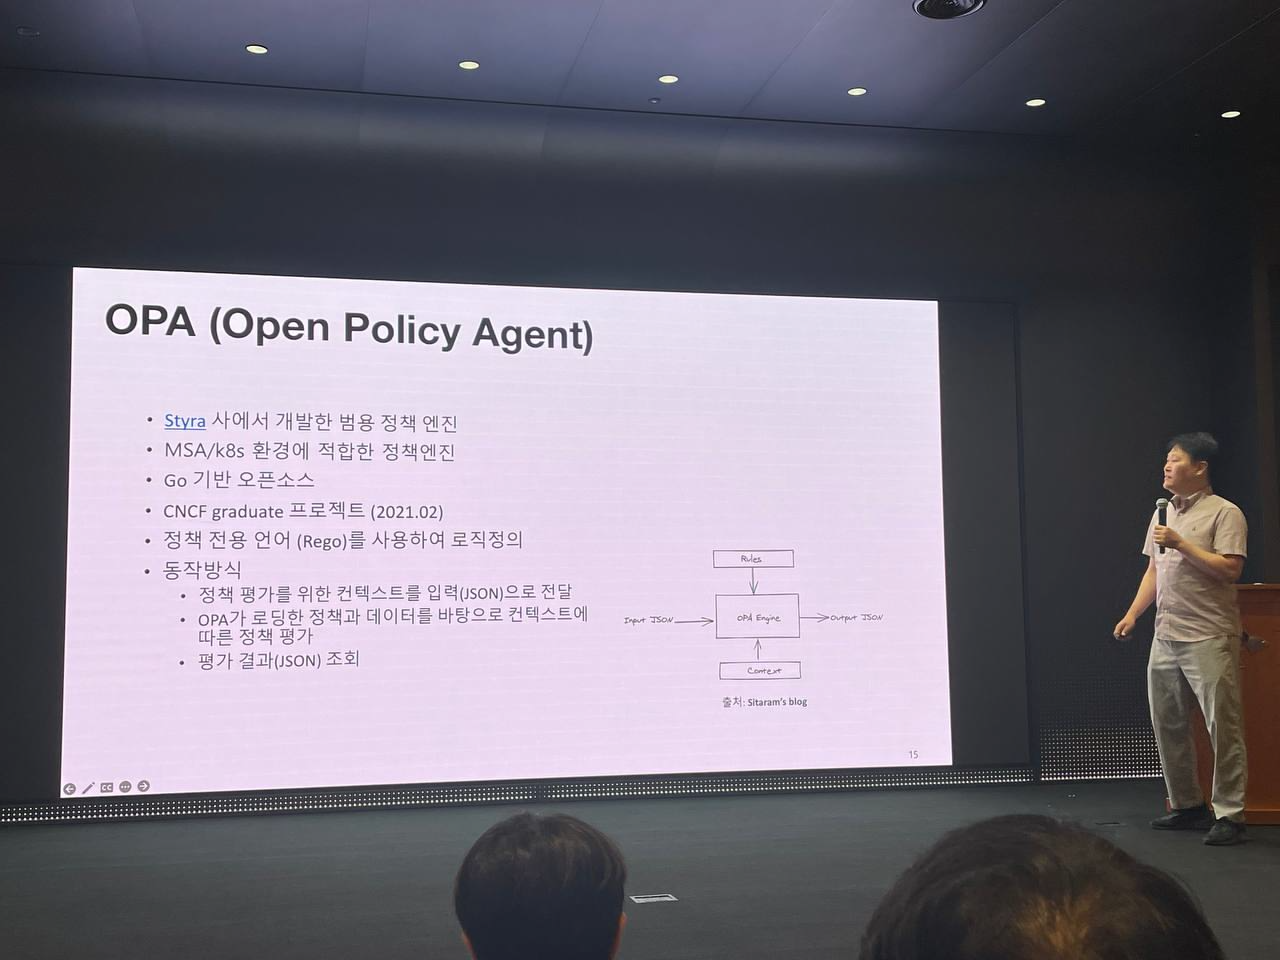 OPA (Open Policy Agent)
• Styra 사에서 개발한 범용 정책 엔진
• MSA/k8s 환경에 적합한 정책엔진
• Go 기반 오픈소스
• CNCF graduate 프로젝트 (2021.02)
• 정책 전용 언어 (Rego)를 사용하여 로직정의
• 동작방식
• 정책 평가를 위한 컨텍스트를 입력(JSON)으로 전달
• OPA가 로딩한 정책과 데이터를 바탕으로 컨텍스트에
따른 정책 평가
• 평가 결과(JSON) 조회
Rules
Input JSON
OPA Engine
Output JSON
Context
출처: Sitaram's blog
15
CC